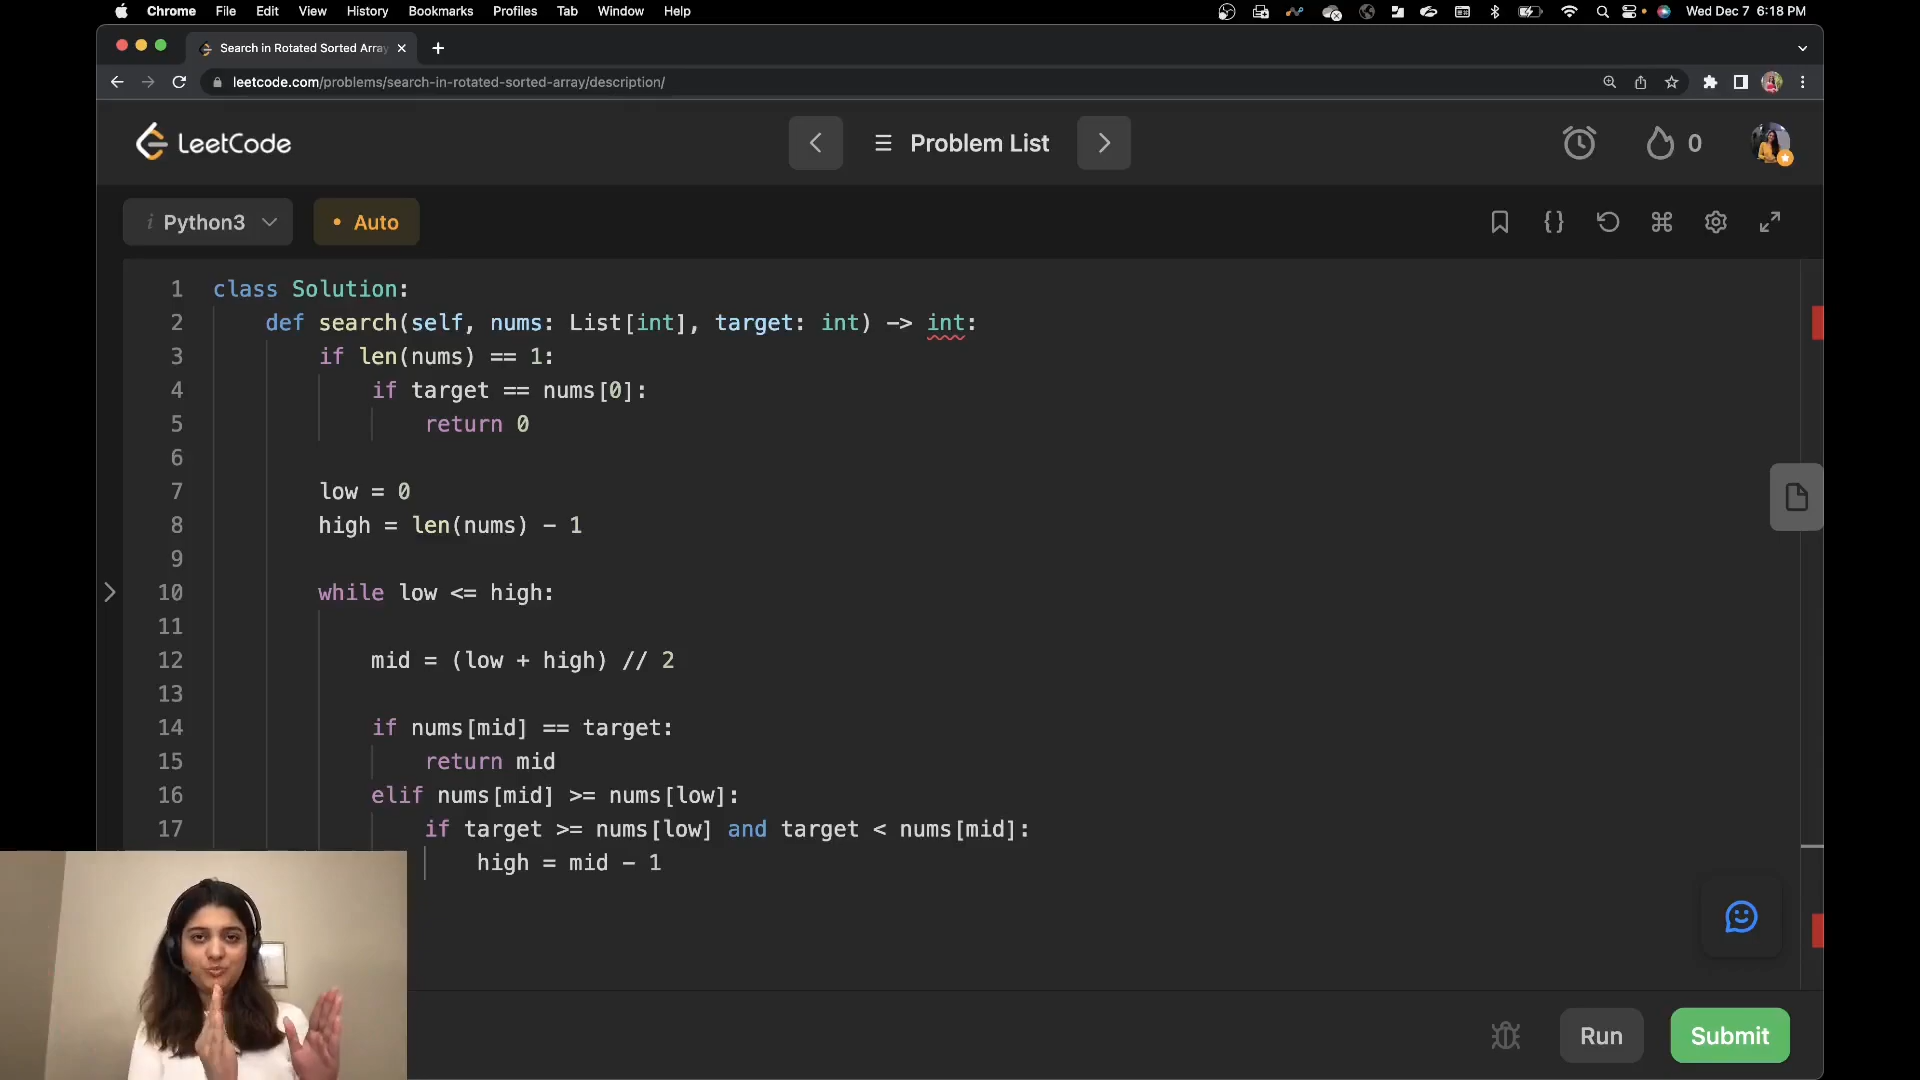 Chrome File Edit View History Bookmarks Profiles Tab Window Help Wed Dec 7 6:18 PM
Search in Rotated Sorted Array
leetcode.com/problems/search-in-rotated-sorted-array/description/
LeetCode Problem List 0
i Python3 • Auto {}
1 class Solution:
2 def search(self, nums: List[int], target: int) -> int:
3 if len(nums) == 1:
4 if target == nums[0]:
5 return 0
6
7 low = 0
8 high = len(nums) - 1
9
10 while low <= high:
11
12 mid = (low + high) // 2
13
14 if nums[mid] == target:
15 return mid
16 elif nums[mid] >= nums[low]:
17 if target >= nums[low] and target < nums[mid]:
high = mid - 1
Run Submit